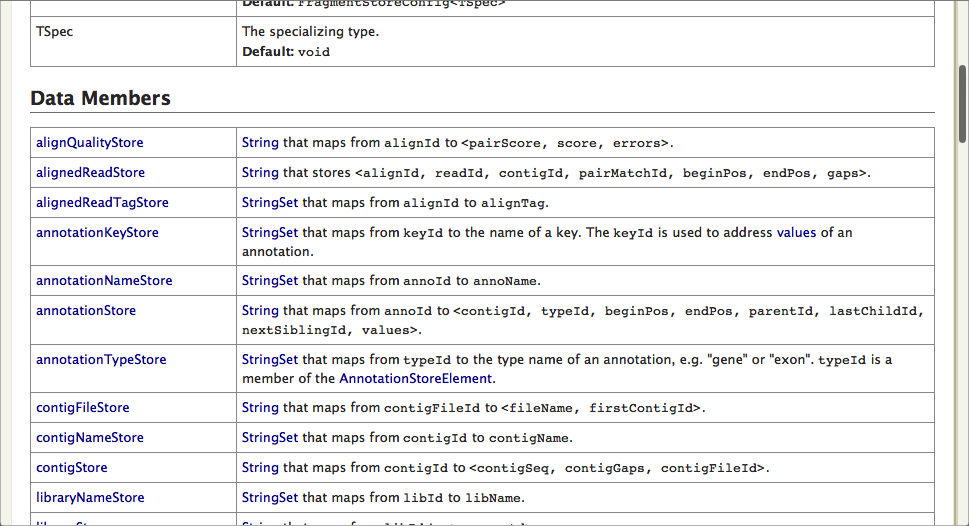 Default: FragmentStoreConfig<TSpec>
TSpec
The specializing type.
Default: void
Data Members
alignQualityStore
String that maps from alignId to <pairScore, score, errors>.
alignedReadStore
String that stores <alignId, readId, contigId, pairMatchId, beginPos, endPos, gaps>.
alignedReadTagStore
StringSet that maps from alignId to alignTag.
annotationKeyStore
StringSet that maps from keyId to the name of a key. The keyId is used to address values of an
annotation.
annotationNameStore
StringSet that maps from annoId to annoName.
annotationStore
String that maps from annoId to <contigId, typeId, beginPos, endPos, parentId, lastChildId,
nextSiblingId, values>.
annotationTypeStore
StringSet that maps from typeId to the type name of an annotation, e.g. "gene" or "exon". typeId is a
member of the AnnotationStoreElement.
contigFileStore
String that maps from contigFileId to <fileName, firstContigId>.
contigNameStore
StringSet that maps from contigId to contigName.
contigStore
String that maps from contigId to <contigSeq, contigGaps, contigFileId>.
libraryNameStore
StringSet that maps from libId to libName.